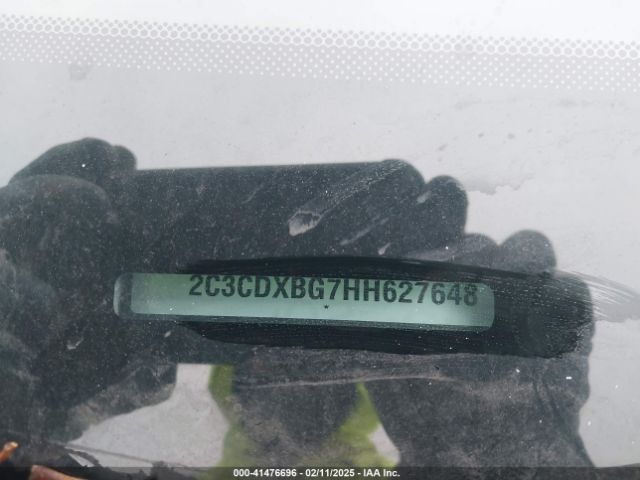 2C3CDXBG7HH627648
*
000-41476696 - 02/11/2025 - IAA Inc.